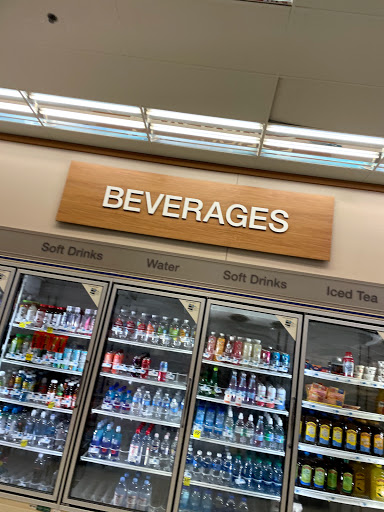 BEVERAGES
Soft Drinks
Water
Soft Drinks
Iced Tea